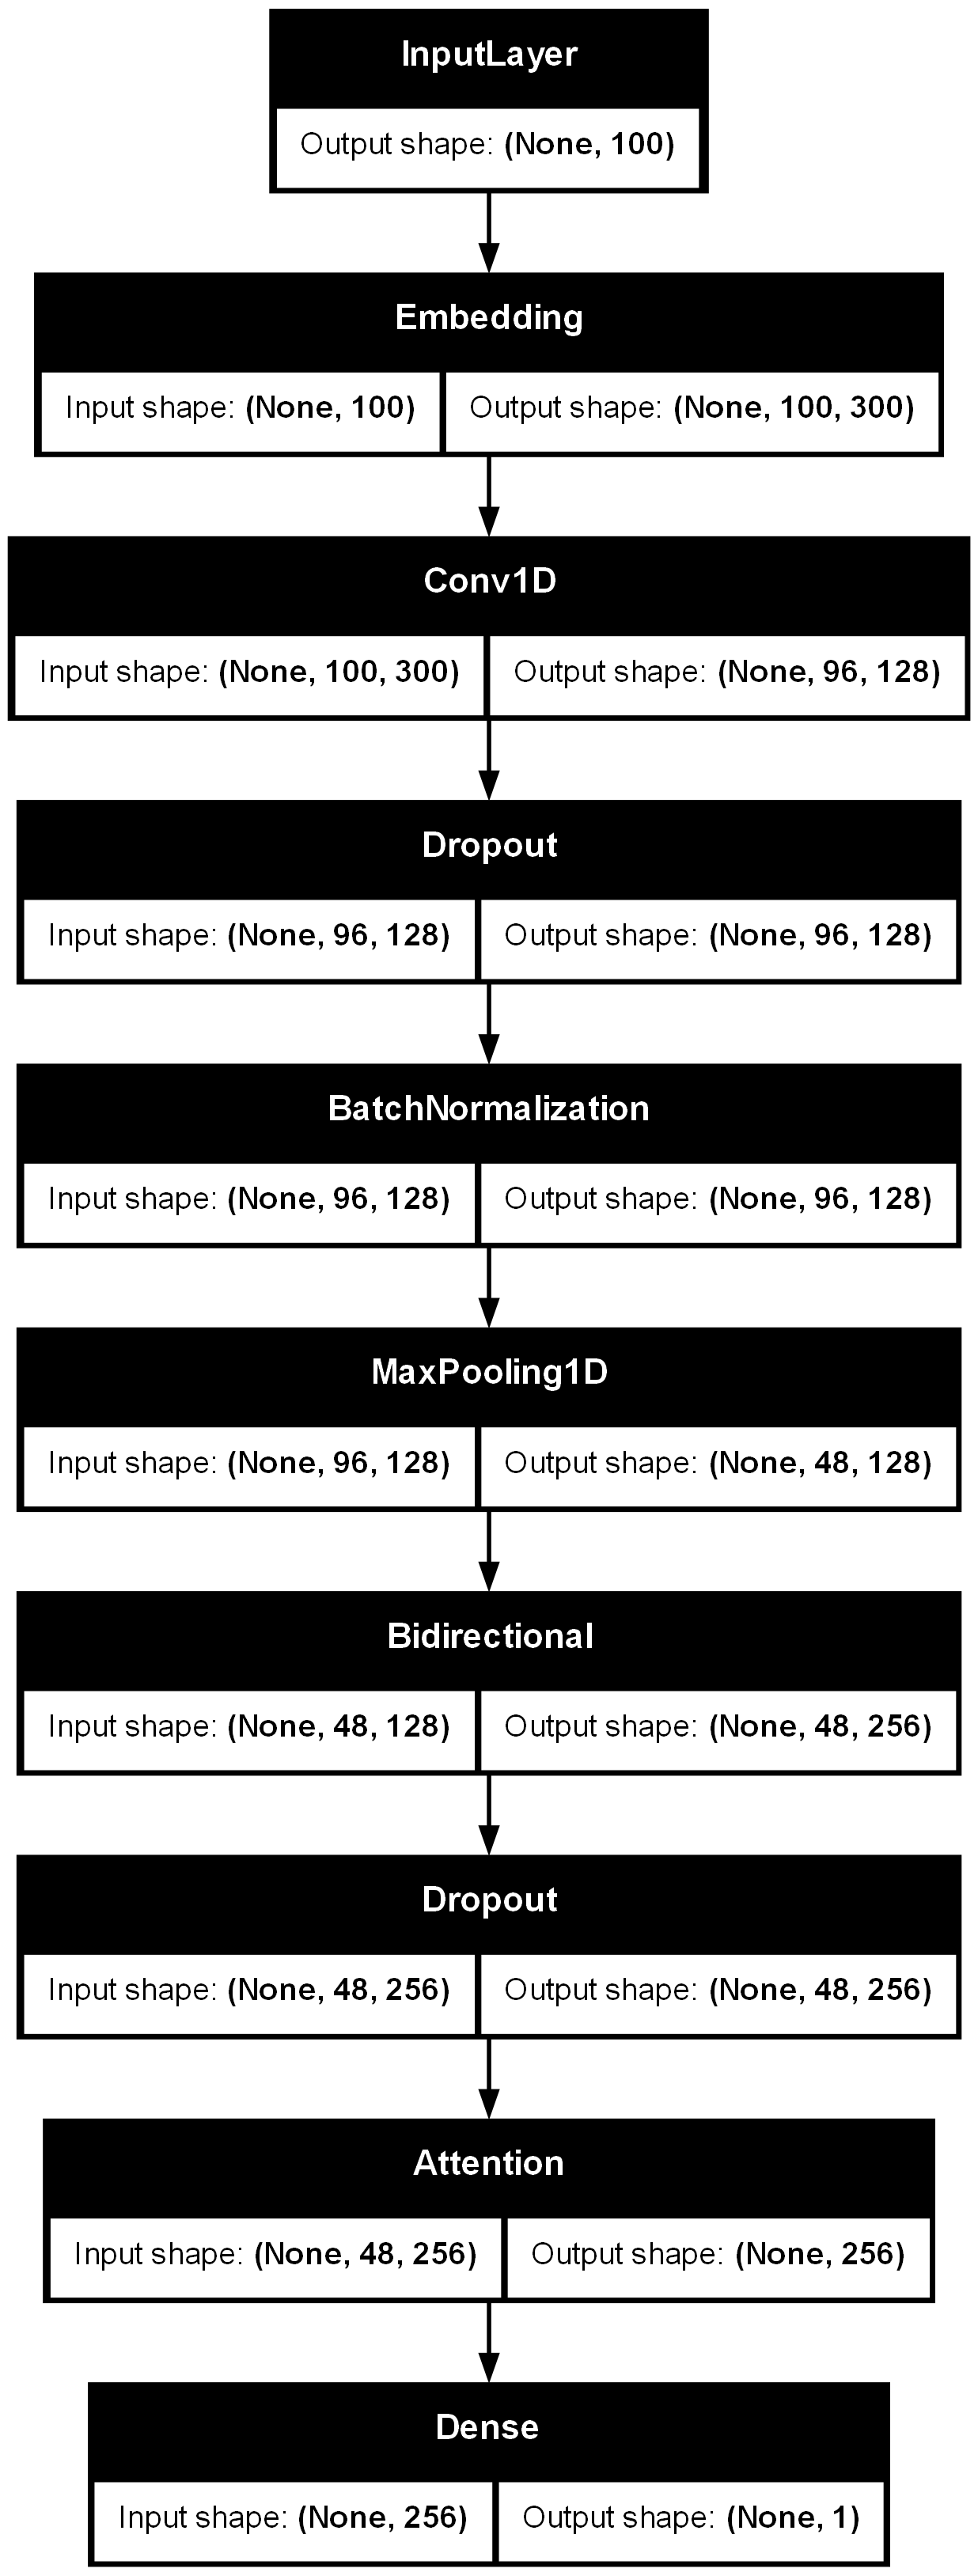 InputLayer
Output shape: (None, 100)
Embedding
Input shape: (None, 100) Output shape: (None, 100, 300)
Conv1D
Input shape: (None, 100, 300) Output shape: (None, 96, 128)
Dropout
Input shape: (None, 96, 128) Output shape: (None, 96, 128)
BatchNormalization
Input shape: (None, 96, 128) Output shape: (None, 96, 128)
MaxPooling1D
Input shape: (None, 96, 128) Output shape: (None, 48, 128)
Bidirectional
Input shape: (None, 48, 128) Output shape: (None, 48, 256)
Dropout
Input shape: (None, 48, 256) Output shape: (None, 48, 256)
Attention
Input shape: (None, 48, 256) Output shape: (None, 256)
Dense
Input shape: (None, 256) Output shape: (None, 1)